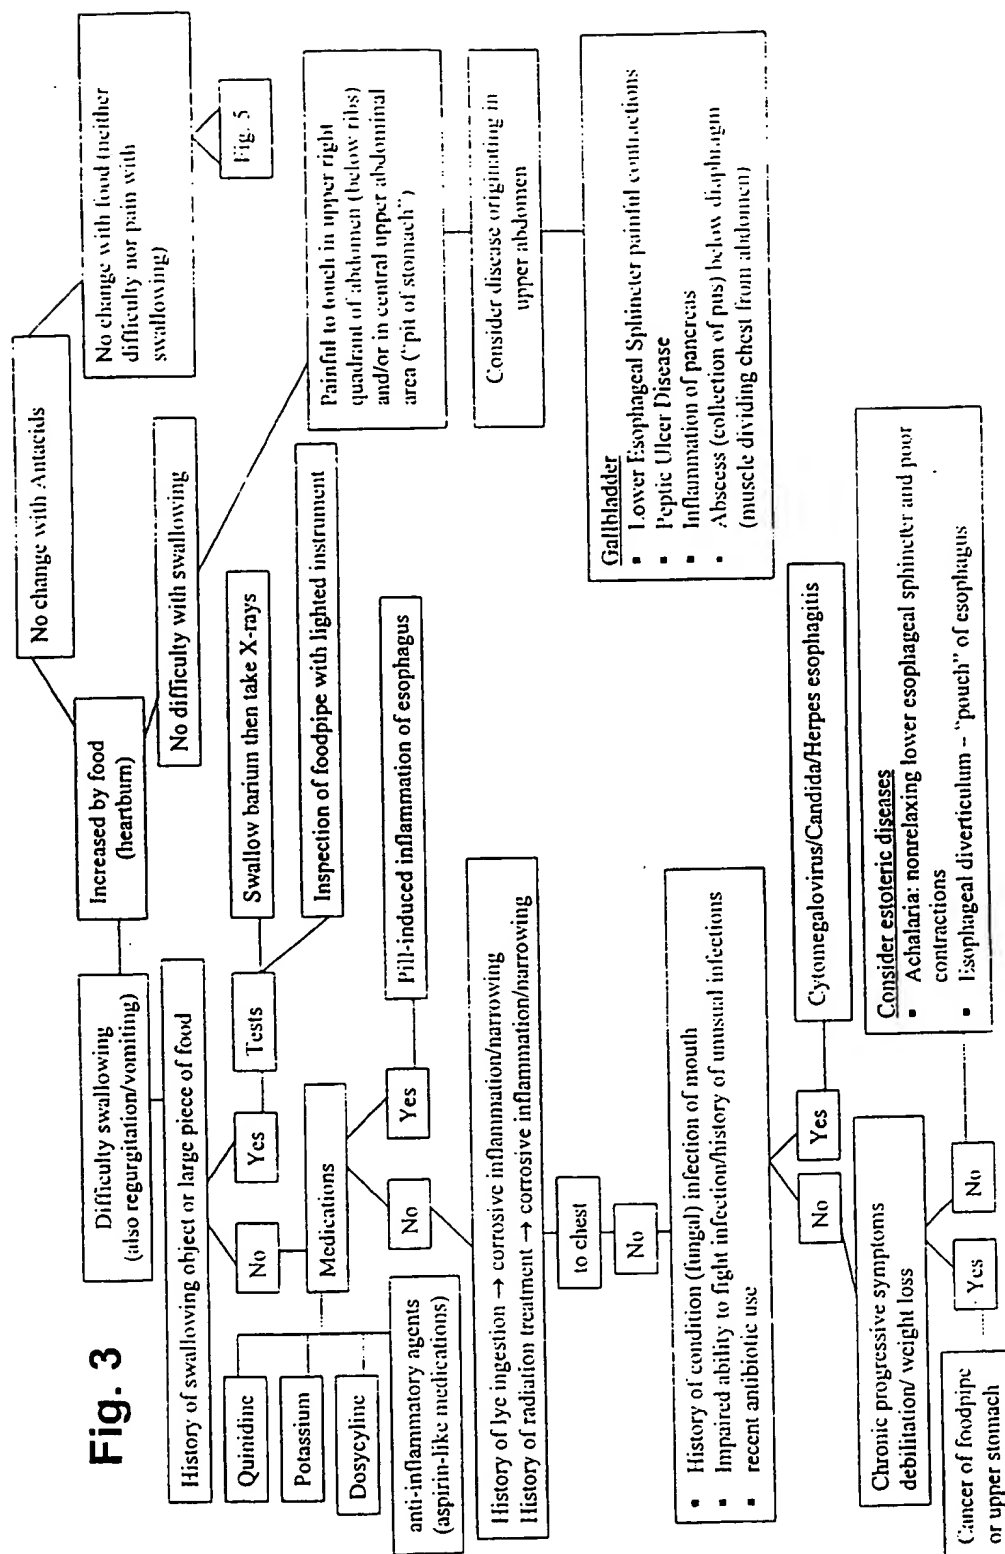 Fig. 3
No change with Antacids
Increased by food
(heartburn)
Difficulty swallowing
(also regurgitation/vomiting)
No change with food (neither
difficulty nor pain with
swallowing)
Fig. 5
No difficulty with swallowing
Painful to touch in upper right
quadrant of abdomen (below ribs)
and/or in central upper abdominal
area ("pit of stomach")
Consider disease originating in
upper abdomen
Gallbladder
▪ Lower Esophageal Sphincter painful contractions
▪ Peptic Ulcer Disease
▪ Inflammation of pancreas
▪ Abscess (collection of pus) below diaphragm
(muscle dividing chest from abdomen)
History of swallowing object or large piece of food
No
Yes
Tests
Swallow barium then take X-rays
Inspection of foodpipe with lighted instrument
Medications
Quinidine
Potassium
Dosycyline
anti-inflammatory agents
(aspirin-like medications)
No
Yes
Pill-induced inflammation of esophagus
History of lye ingestion → corrosive inflammation/narrowing
History of radiation treatment → corrosive inflammation/narrowing
to chest
No
▪ History of condition (fungal) infection of mouth
▪ Impaired ability to fight infection/history of unusual infections
▪ recent antibiotic use
No
Yes
Cytomegalovirus/Candida/Herpes esophagitis
Chronic progressive symptoms
debilitation/ weight loss
Yes
No
Cancer of foodpipe
or upper stomach
Consider estoteric diseases
▪ Achalaria: nonrelaxing lower esophageal sphincter and poor
contractions
▪ Esophageal diverticulum – "pouch" of esophagus